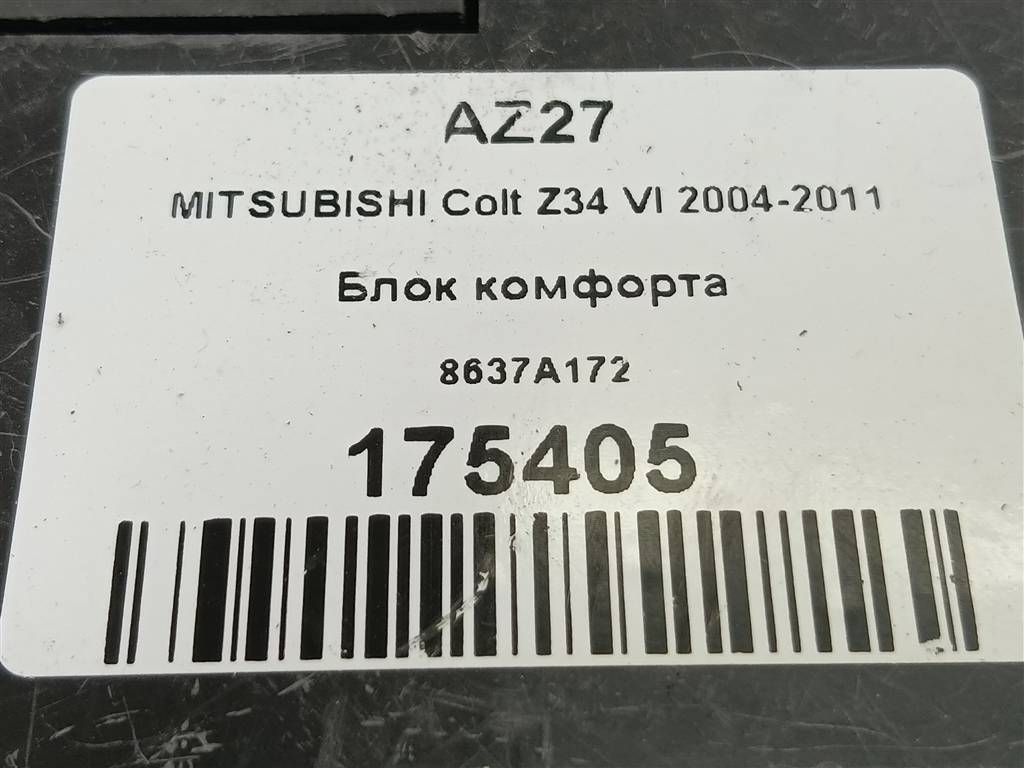 AZ27
MITSUBISHI Colt Z34 VI 2004-2011
Блок комфорта
8637A172
175405